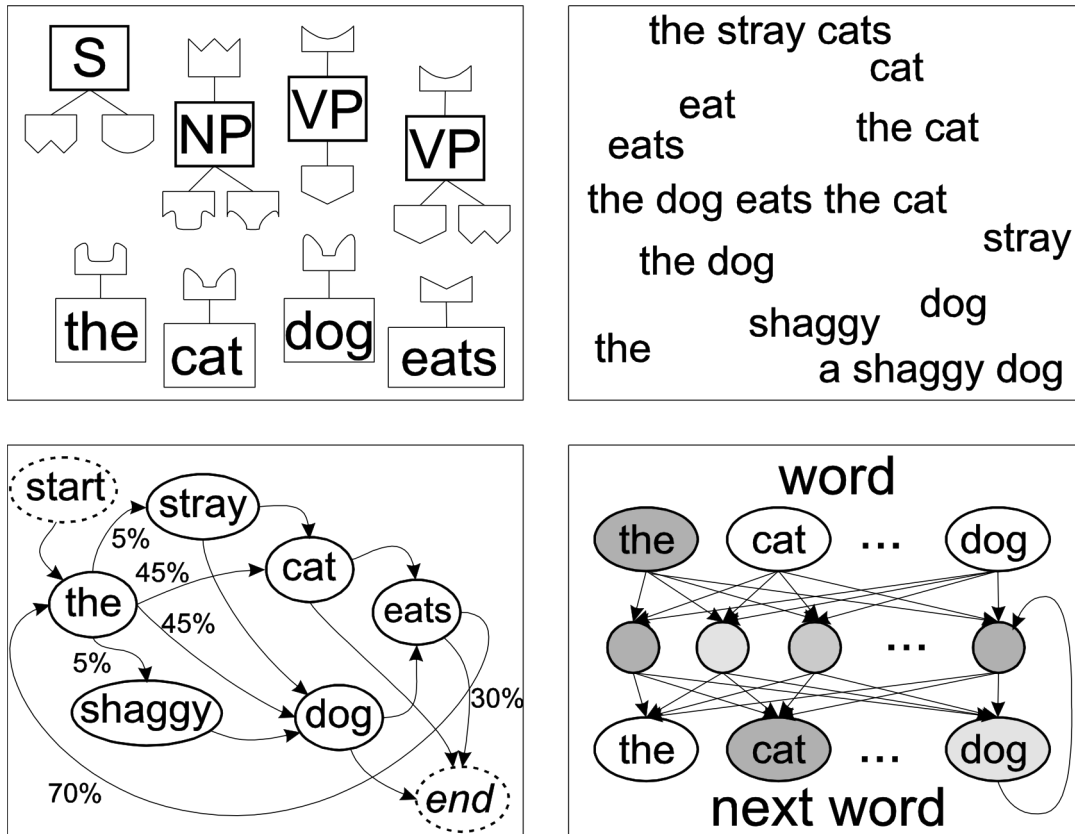 S
NP
VP
VP
the
cat
dog
eats
the stray cats
cat
eat
the cat
eats
the dog eats the cat
stray
the dog
dog
shaggy
the
a shaggy dog
start
stray
5%
cat
45%
the
eats
45%
5%
30%
shaggy
dog
70%
end
word
the cat ... dog
...
the cat ... dog
next word